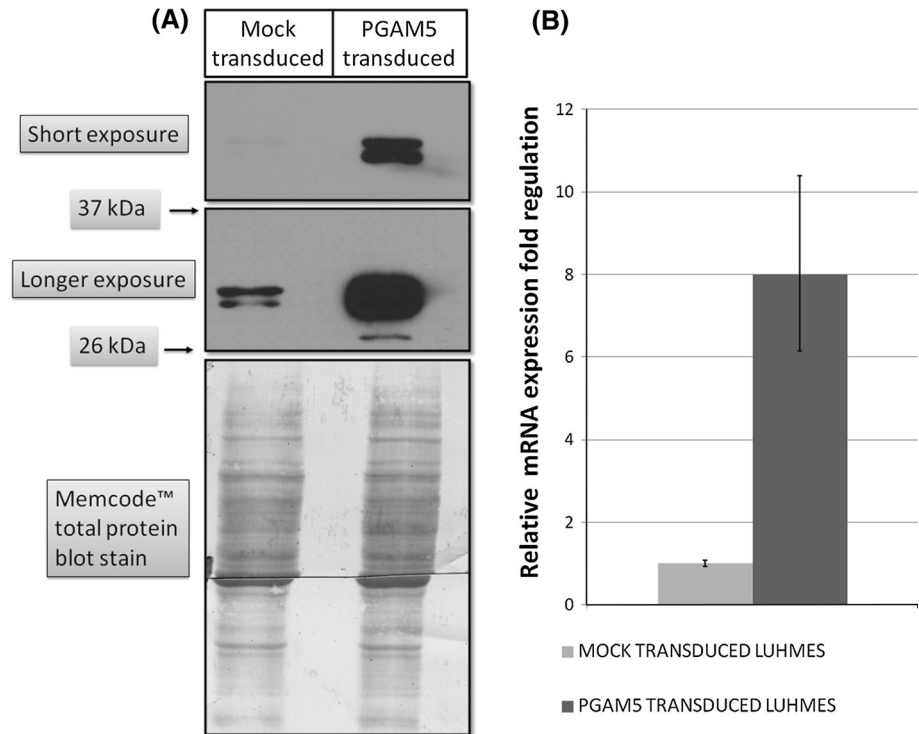 (A)
Mock
transduced
PGAM5
transduced
Short exposure
37 kDa
Longer exposure
26 kDa
Memcode™
total protein
blot stain
(B)
Relative mRNA expression fold regulation
12
10
8
6
4
2
0
MOCK TRANSDUCED LUHMES
PGAM5 TRANSDUCED LUHMES